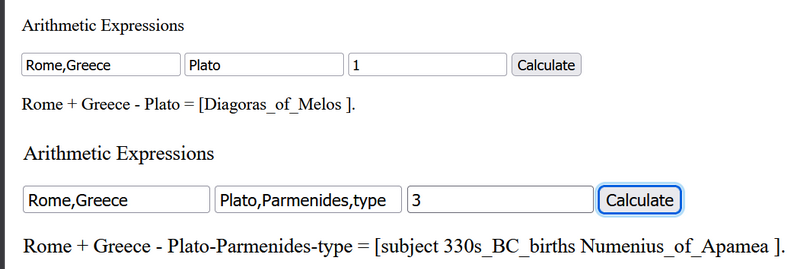 Arithmetic Expressions
Rome,Greece Plato 1 Calculate
Rome + Greece - Plato = [Diagoras_of_Melos ].
Arithmetic Expressions
Rome,Greece Plato,Parmenides,type 3 Calculate
Rome + Greece - Plato-Parmenides-type = [subject 330s_BC_births Numenius_of_Apamea ].